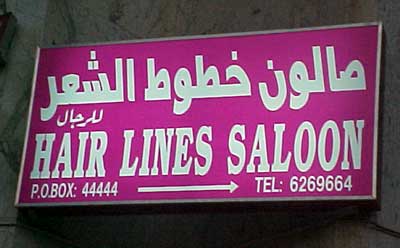 صالون خطوط الشعر
للرجال
HAIR LINES SALOON
P.O.BOX: 44444 TEL: 6269664